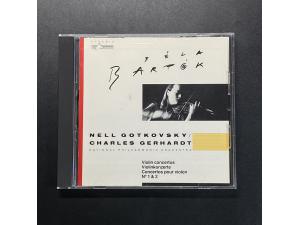 BÉLA
BARTÓK
NELL GOTKOVSKY/
CHARLES GERHARDT
NATIONAL PHILHARMONIC ORCHESTRA
Violin concertos
Violinkonzerte
Concertos pour violon
Nº 1 & 2